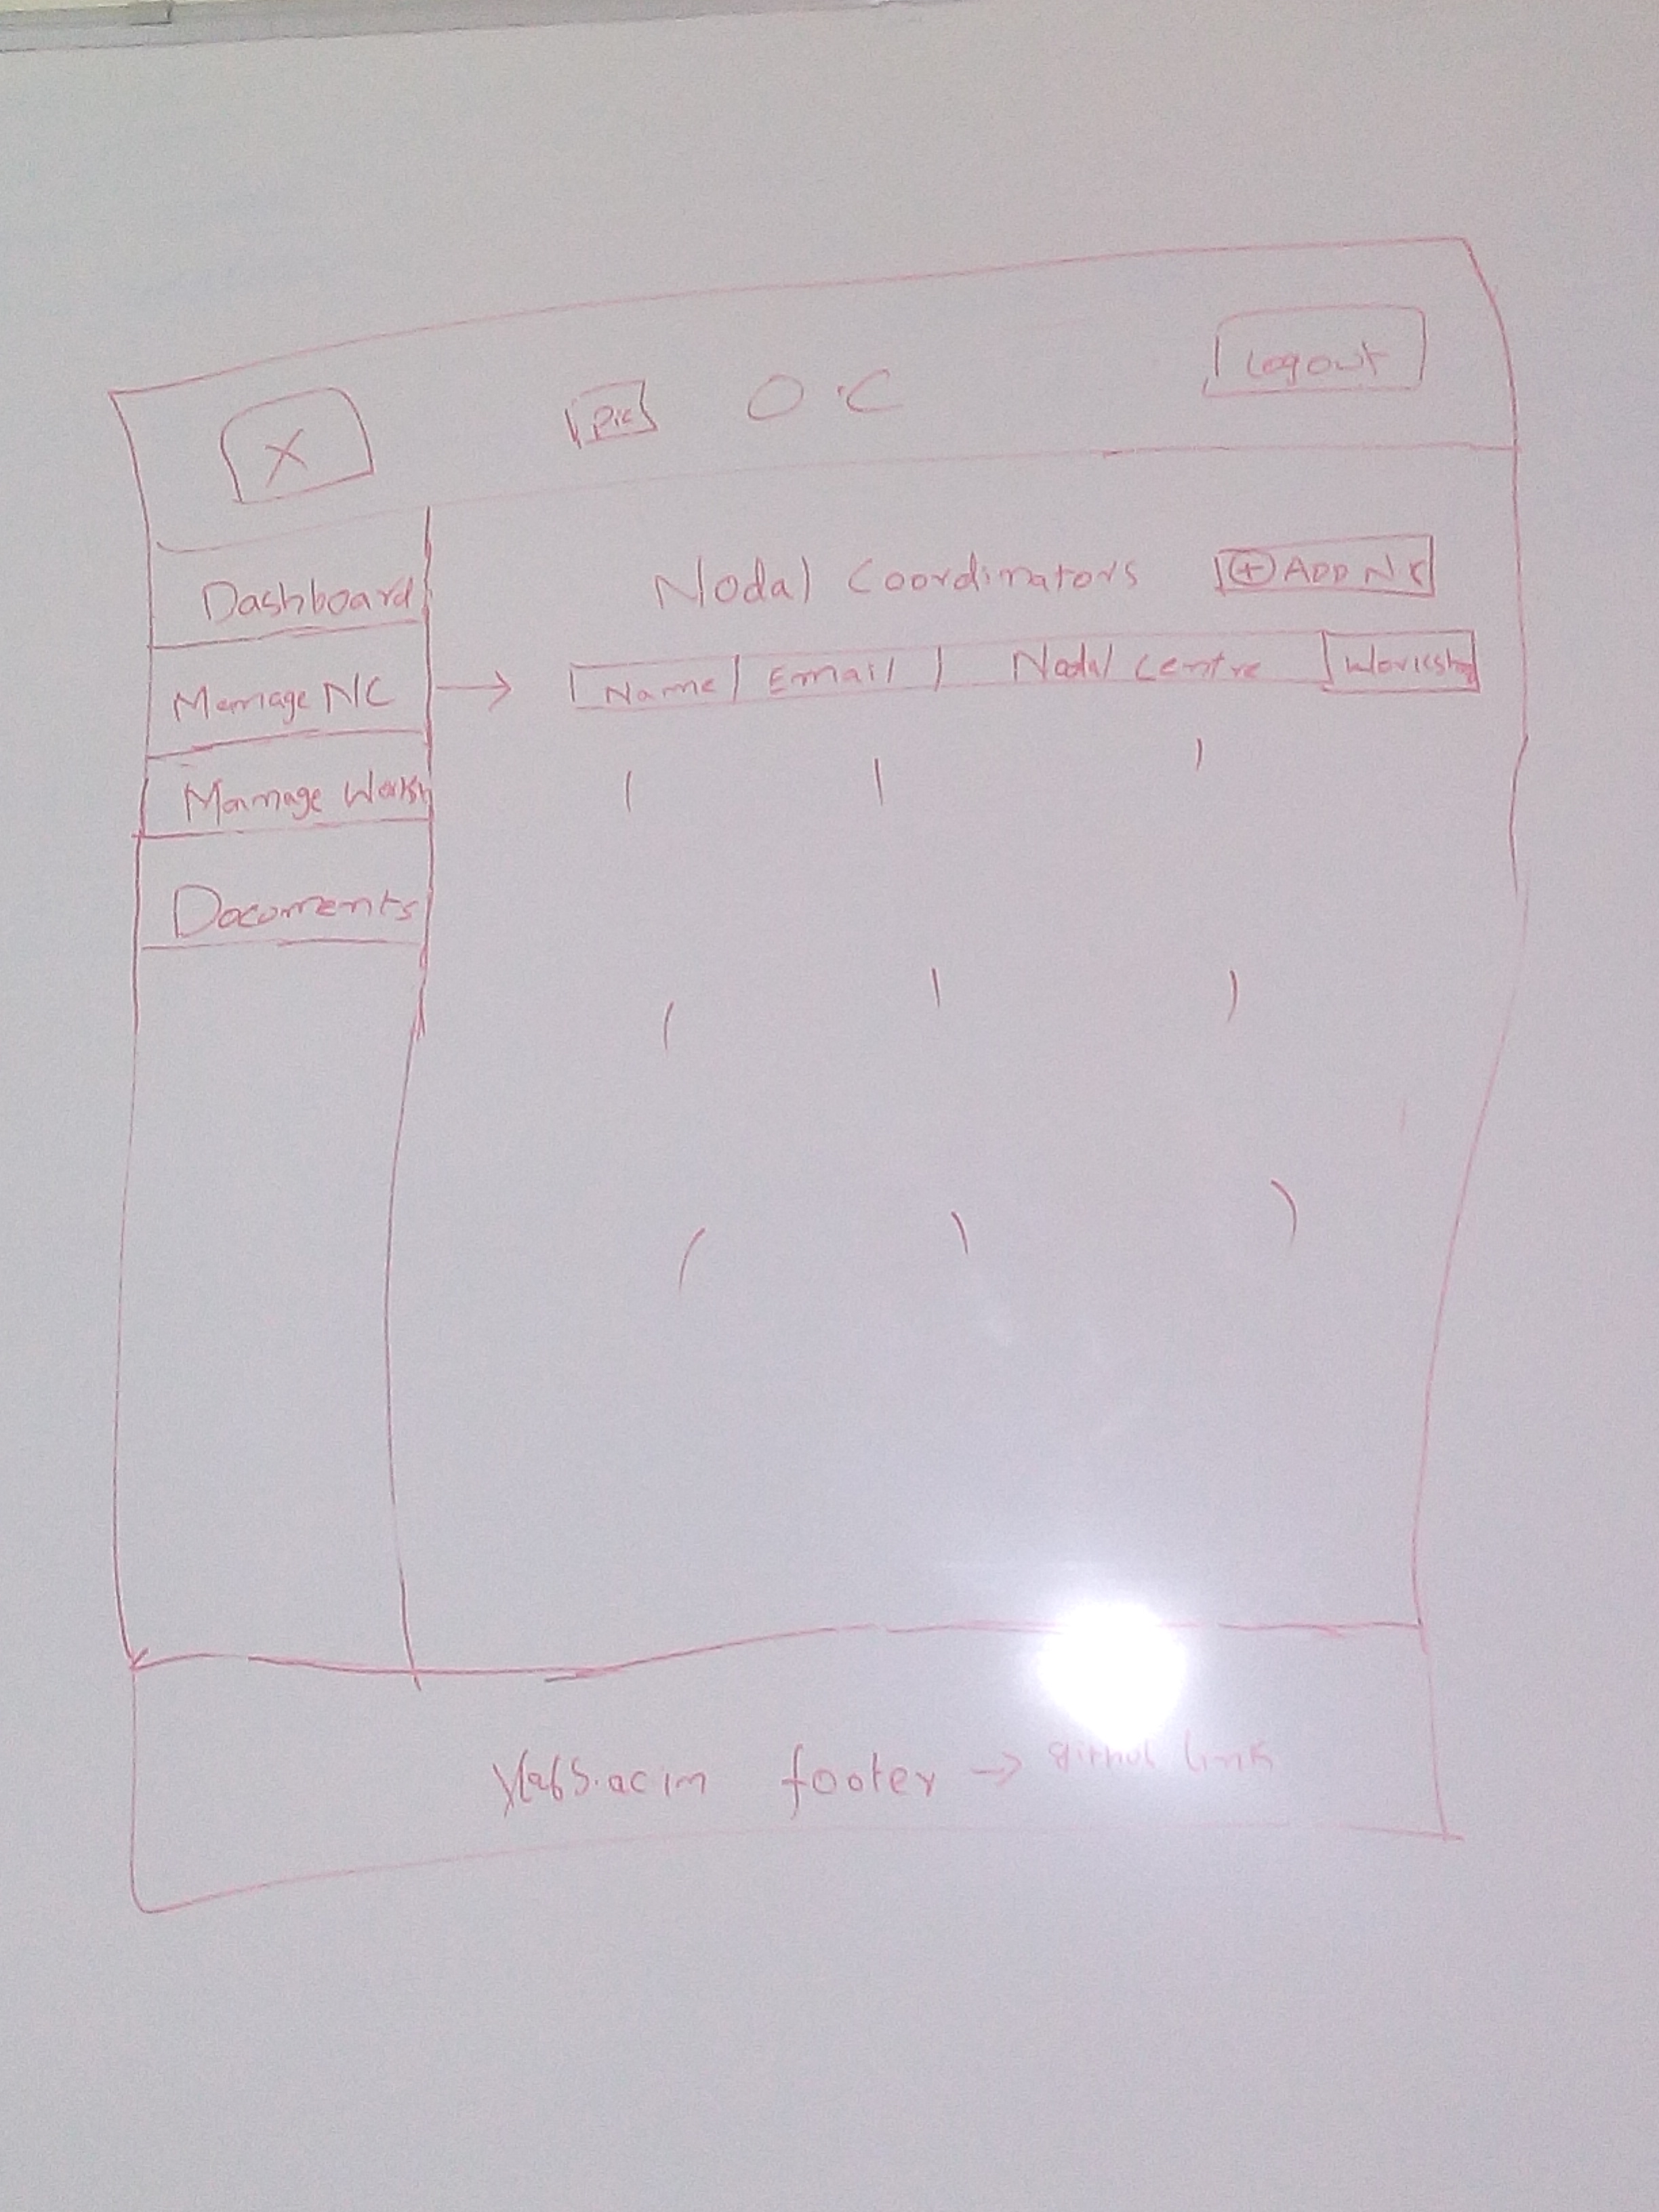 X Pic O.C Logout
Dashboard
Manage NC
Manage Worksh
Documents
Nodal Coordinators + ADD NC
Name Email Nodal Centre Worksh
vlabs.ac.in footer → github link